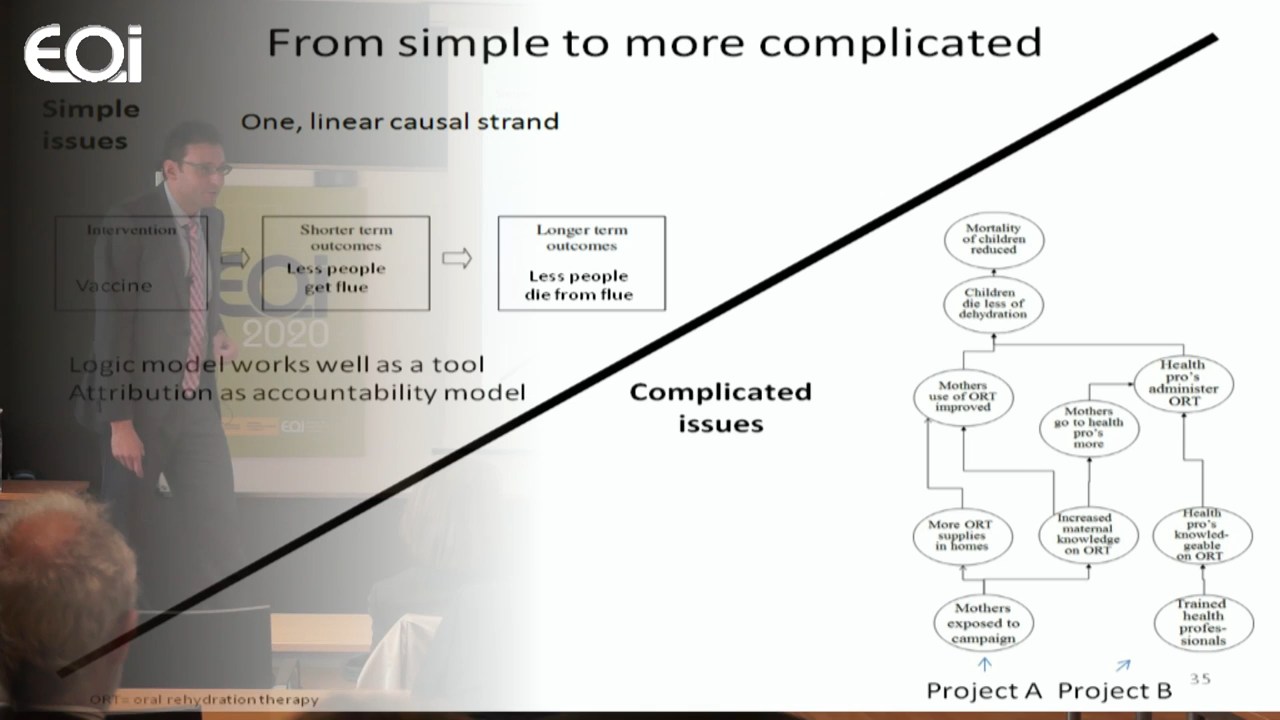 EOi
From simple to more complicated
Simple
issues
One, linear causal strand
Intervention
Vaccine
Shorter term
outcomes
Less people
get flue
Longer term
outcomes
Less people
die from flue
EOi
2020
Logic model works well as a tool
Attribution as accountability model
EOi
Complicated
issues
Mortality
of children
reduced
Children
die less of
dehydration
Mothers
use of ORT
improved
Mothers
go to health
pro's
more
Health
pro's
administer
ORT
More ORT
supplies
in homes
Increased
maternal
knowledge
on ORT
Health
pro's
knowled-
geable
on ORT
Mothers
exposed to
campaign
Trained
health
profes-
sionals
Project A
Project B
35
ORT= oral rehydration therapy